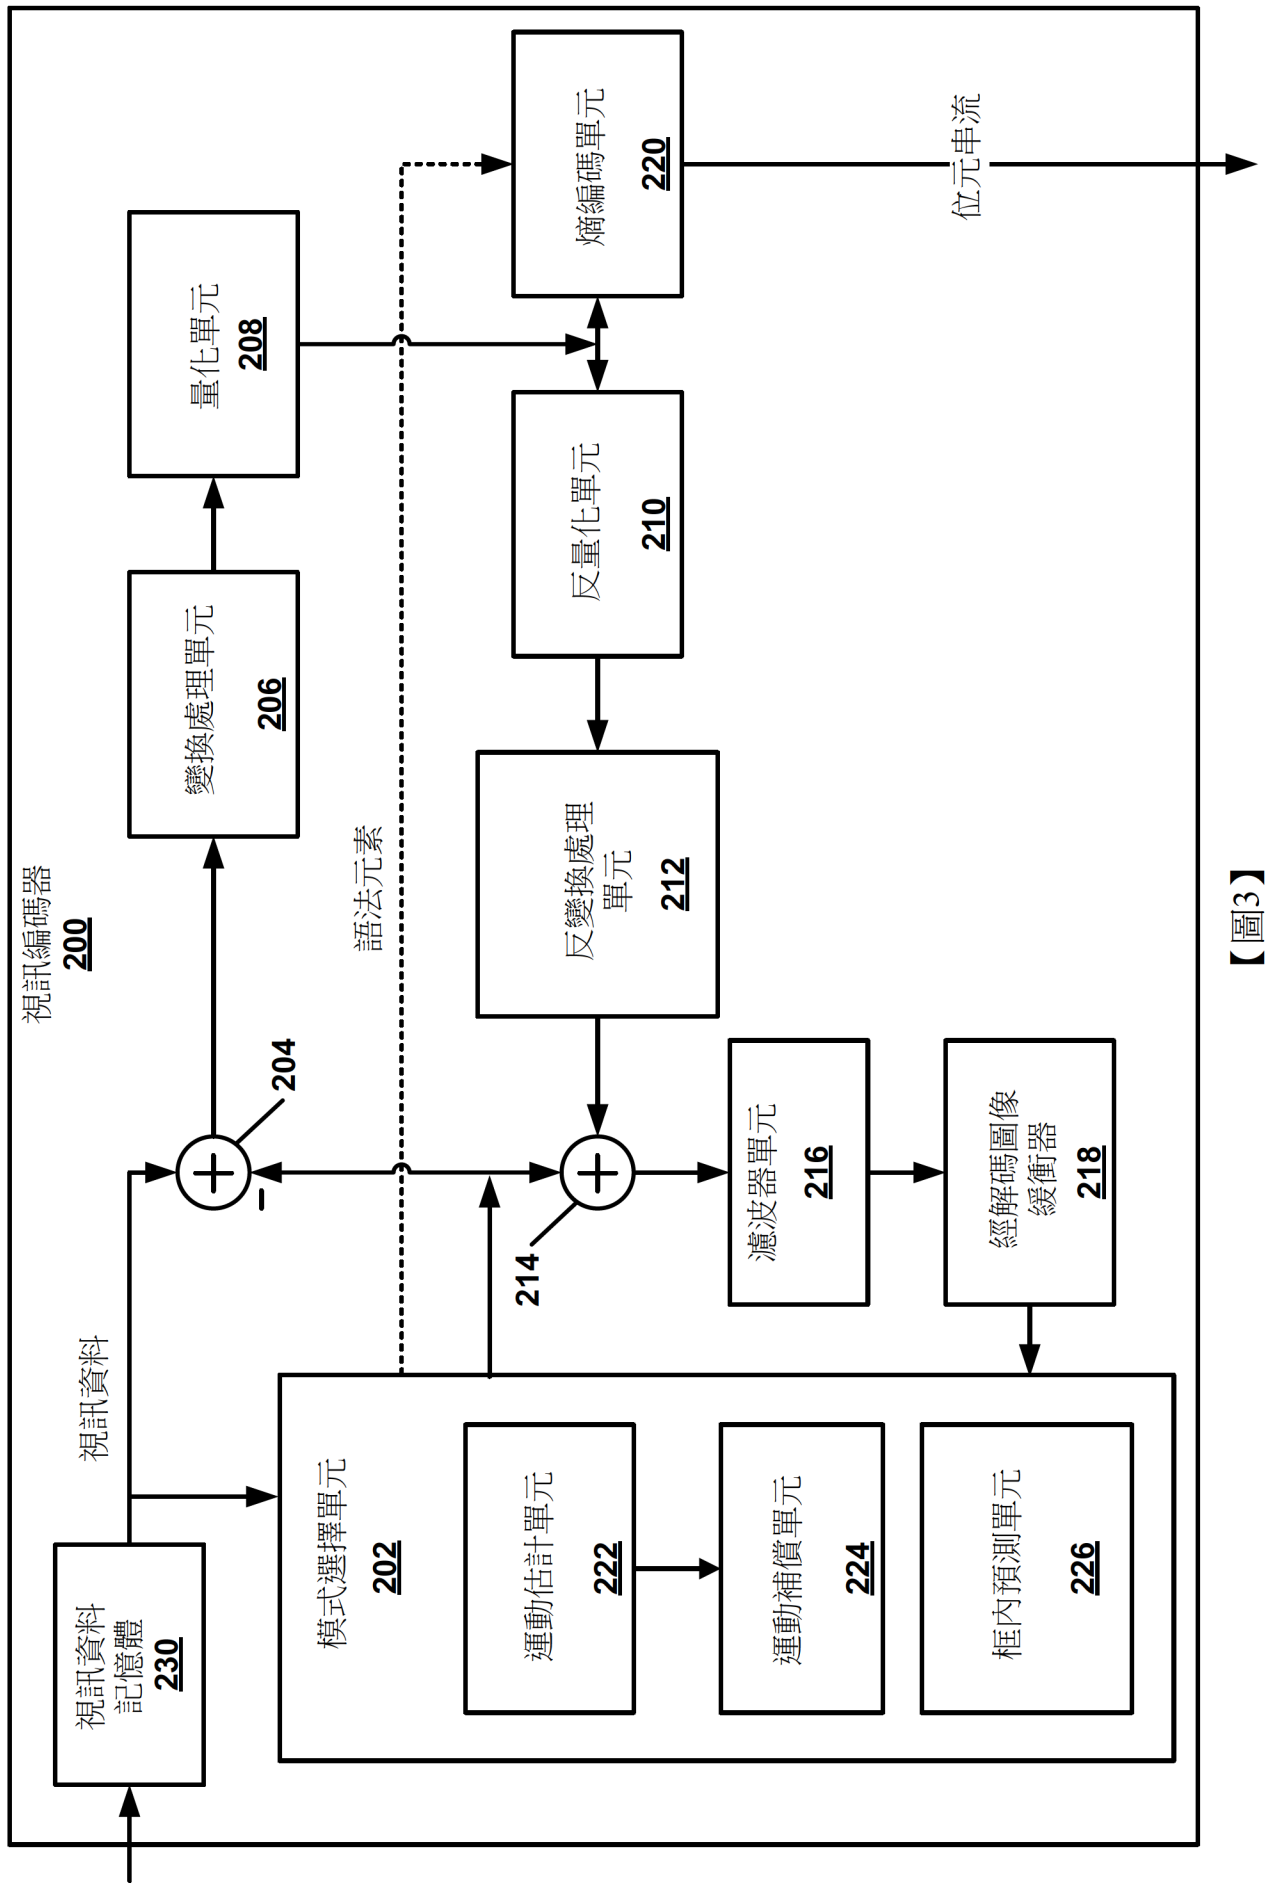 視訊編碼器
200
視訊資料
記憶體
230
視訊資料
204
變換處理單元
206
量化單元
208
語法元素
模式選擇單元
202
運動估計單元
222
運動補償單元
224
框內預測單元
226
214
反變換處理
單元
212
反量化單元
210
熵編碼單元
220
位元串流
濾波器單元
216
經解碼圖像
緩衝器
218
【圖3】